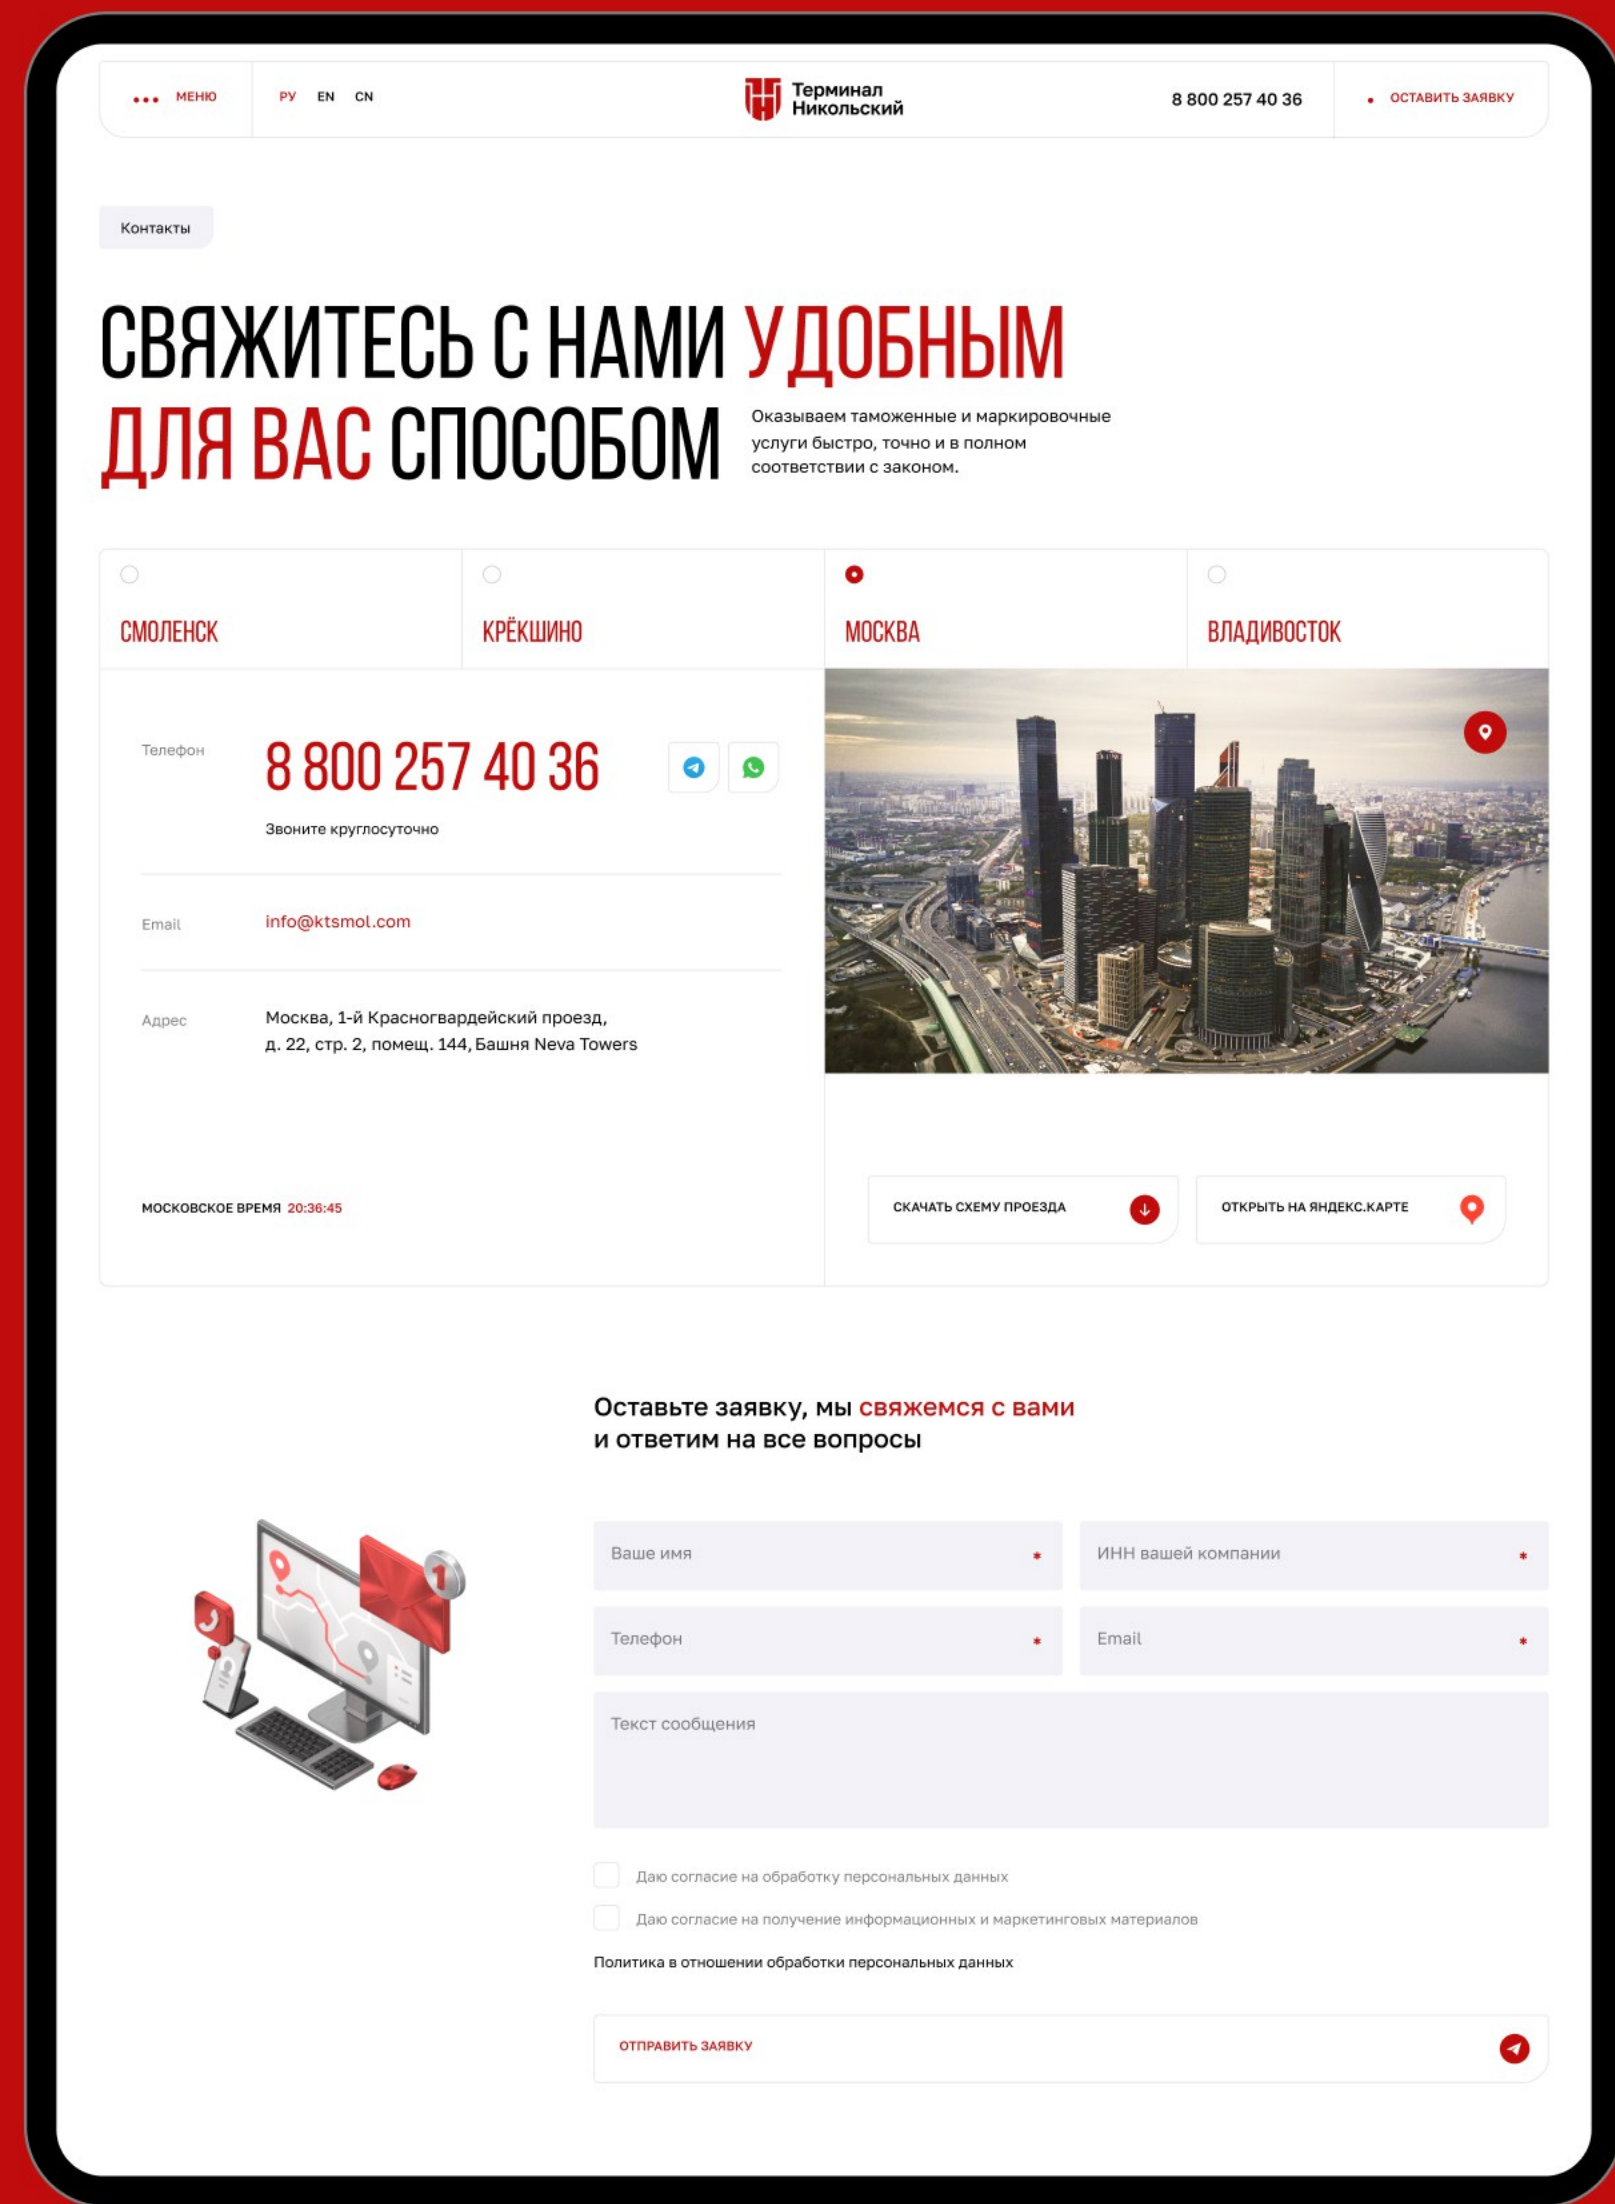 МЕНЮ
РУ EN CN
Терминал
Никольский
8 800 257 40 36
ОСТАВИТЬ ЗАЯВКУ
Контакты
СВЯЖИТЕСЬ С НАМИ УДОБНЫМ
ДЛЯ ВАС СПОСОБОМ
Оказываем таможенные и маркировочные
услуги быстро, точно и в полном
соответствии с законом.
СМОЛЕНСК
КРЁКШИНО
МОСКВА
ВЛАДИВОСТОК
Телефон
8 800 257 40 36
Звоните круглосуточно
Email
info@ktsmol.com
Адрес
Москва, 1-й Красногвардейский проезд,
д. 22, стр. 2, помещ. 144, Башня Neva Towers
МОСКОВСКОЕ ВРЕМЯ 20:36:45
СКАЧАТЬ СХЕМУ ПРОЕЗДА
ОТКРЫТЬ НА ЯНДЕКС.КАРТЕ
Оставьте заявку, мы свяжемся с вами
и ответим на все вопросы
1
Ваше имя *
ИНН вашей компании *
Телефон *
Email *
Текст сообщения
Даю согласие на обработку персональных данных
Даю согласие на получение информационных и маркетинговых материалов
Политика в отношении обработки персональных данных
ОТПРАВИТЬ ЗАЯВКУ